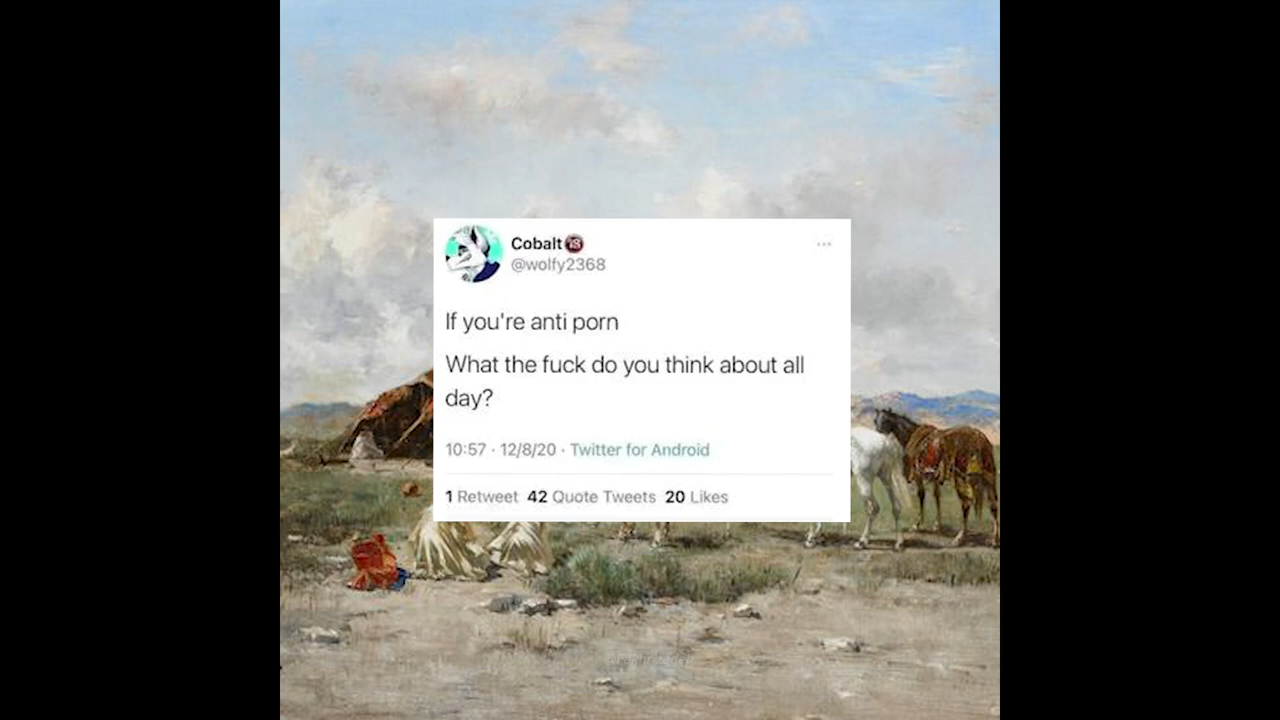 Cobalt🔞
@wolfy2368
If you're anti porn
What the fuck do you think about all
day?
10:57 · 12/8/20 · Twitter for Android
1 Retweet 42 Quote Tweets 20 Likes